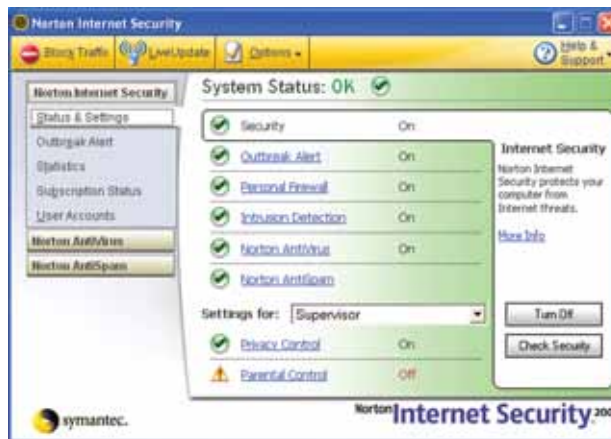 Norton Internet Security
Block Traffic LiveUpdate Options Help & Support
Norton Internet Security
Status & Settings
Outbreak Alert
Statistics
Subscription Status
User Accounts
Norton AntiVirus
Norton AntiSpam
System Status: OK
Security On
Outbreak Alert On
Personal Firewall On
Intrusion Detection On
Norton AntiVirus On
Norton AntiSpam
Settings for: Supervisor
Privacy Control On
Parental Control Off
Internet Security
Norton Internet
Security protects your
computer from
Internet threats.
More Info
Turn Off
Check Security
symantec.
Norton Internet Security